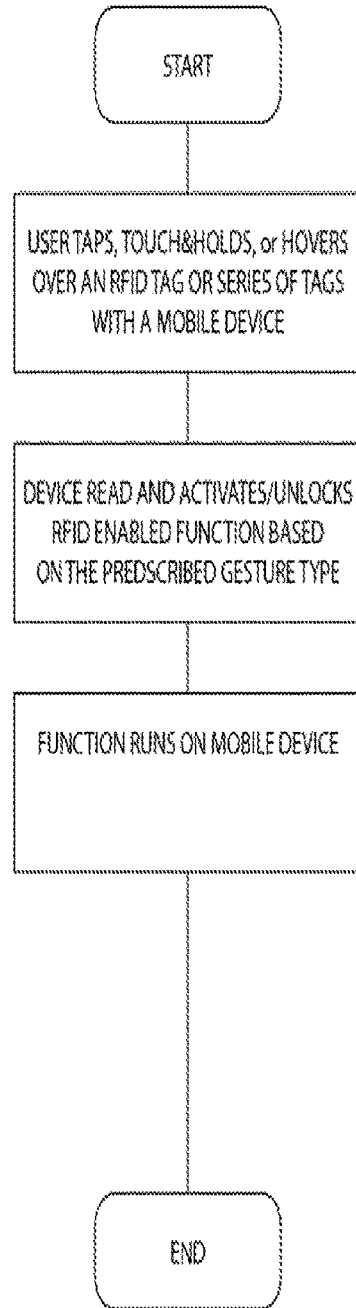 START
USER TAPS, TOUCH&HOLDS, or HOVERS
OVER AN RFID TAG OR SERIES OF TAGS
WITH A MOBILE DEVICE
DEVICE READ AND ACTIVATES/UNLOCKS
RFID ENABLED FUNCTION BASED
ON THE PREDSCRIBED GESTURE TYPE
FUNCTION RUNS ON MOBILE DEVICE
END